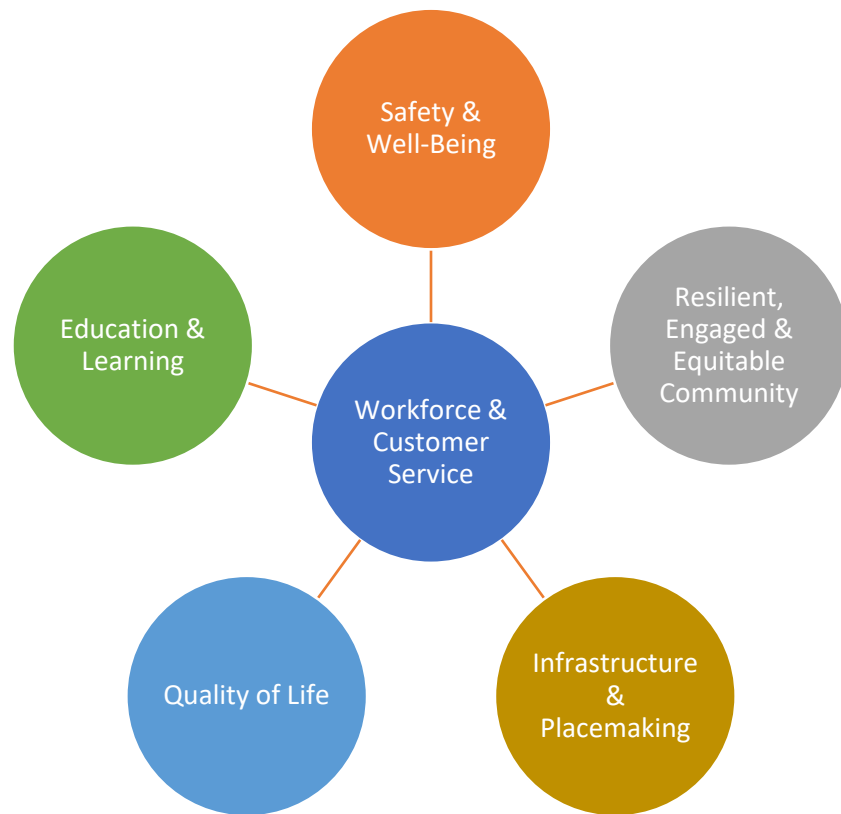 Safety &
Well-Being
Resilient,
Engaged &
Equitable
Community
Education &
Learning
Workforce &
Customer
Service
Quality of Life
Infrastructure
&
Placemaking